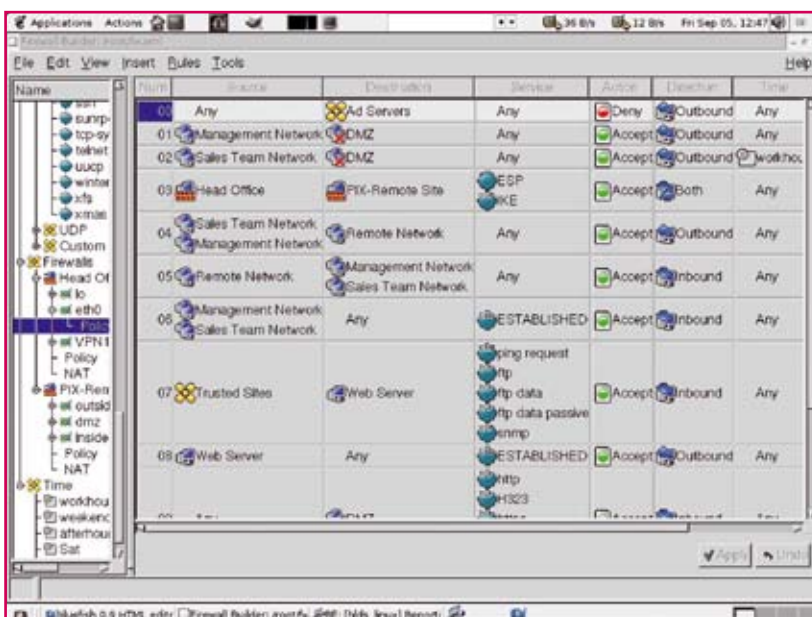 Applications Actions 36 B/s 12 B/s Fri Sep 05, 12:47
File Edit View Insert Rules Tools Help
Name
sunrp-
tcp-sy
telnet
uucp
winter
xfs
xmas
UDP
Custom
Firewalls
Head Of
lo
eth0
VPN1
Policy
NAT
PIX-Rem
outsid
dmz
inside
Policy
NAT
Time
workhou
weekenc
afterhou
Sat
Num Source Destination Service Action Direction Time
00 Any Ad Servers Any Deny Outbound Any
01 Management Network DMZ Any Accept Outbound Any
02 Sales Team Network DMZ Any Accept Outbound workhou
03 Head Office PIX-Remote Site ESP Accept Both Any
IKE
04 Sales Team Network Remote Network Any Accept Outbound Any
Management Network
05 Remote Network Management Network Any Accept Inbound Any
Sales Team Network
06 Management Network Any ESTABLISHED Accept Inbound Any
Sales Team Network
07 Trusted Sites Web Server ping request Accept Inbound Any
ftp
ftp data
ftp data passive
snmp
08 Web Server Any ESTABLISHED Accept Outbound Any
http
H323
Apply Undo